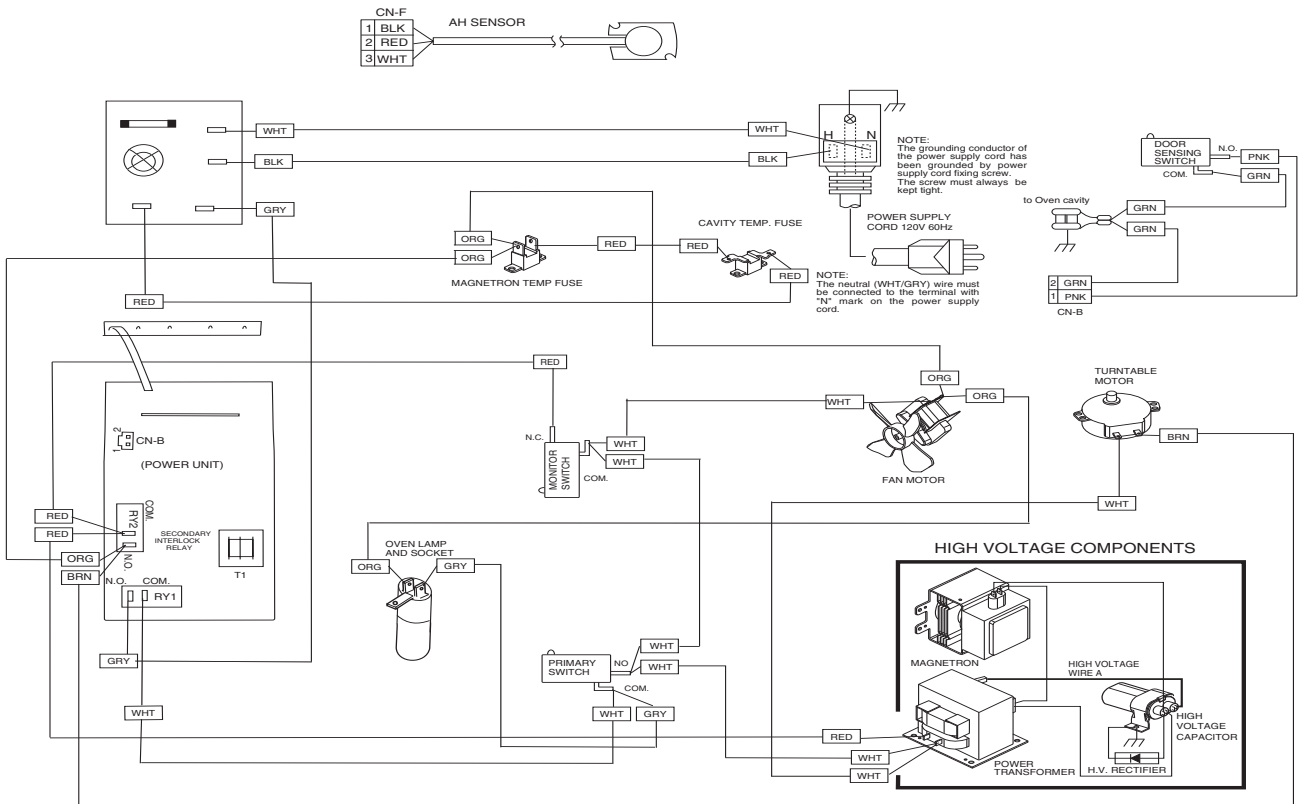 CN-F
1 BLK
2 RED
3 WHT
AH SENSOR
WHT
BLK
GRY
RED
WHT
BLK
H N
NOTE:
The grounding conductor of
the power supply cord has
been grounded by power
supply cord fixing screw.
The screw must always be
kept tight.
POWER SUPPLY
CORD 120V 60Hz
NOTE:
The neutral (WHT/GRY) wire must
be connected to the terminal with
"N" mark on the power supply
cord.
DOOR
SENSING
SWITCH
N.O.
COM.
PNK
GRN
to Oven cavity
GRN
GRN
2 GRN
1 PNK
CN-B
ORG
ORG
RED
MAGNETRON TEMP FUSE
CAVITY TEMP. FUSE
RED
RED
RED
N.C.
MONITOR
SWITCH
COM.
WHT
WHT
WHT
ORG
ORG
FAN MOTOR
TURNTABLE
MOTOR
BRN
WHT
2
1
CN-B
(POWER UNIT)
RED
RED
ORG
BRN
COM.
RY2
N.O.
SECONDARY
INTERLOCK
RELAY
T1
N.O. COM.
RY1
GRY
WHT
OVEN LAMP
AND SOCKET
ORG
GRY
PRIMARY
SWITCH
NO
COM.
WHT
WHT
WHT
GRY
RED
WHT
WHT
HIGH VOLTAGE COMPONENTS
MAGNETRON
HIGH VOLTAGE
WIRE A
HIGH
VOLTAGE
CAPACITOR
POWER
TRANSFORMER
H.V. RECTIFIER